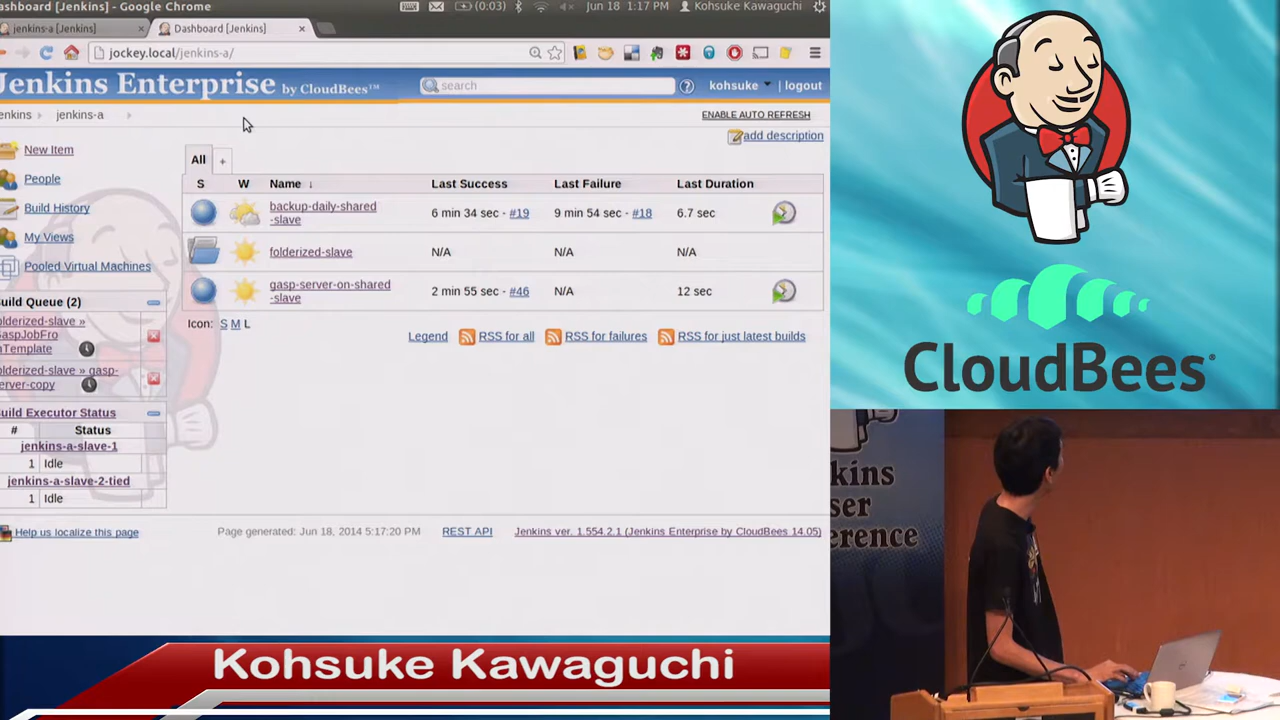 ashboard [Jenkins] - Google Chrome
(0:03)
Jun 18 1:17 PM
Kohsuke Kawaguchi
jenkins-a [Jenkins]
Dashboard [Jenkins]
jockey.local/jenkins-a/
Jenkins Enterprise by CloudBees™
search
kohsuke
logout
enkins
jenkins-a
ENABLE AUTO REFRESH
add description
New Item
People
Build History
My Views
Pooled Virtual Machines
All
+
S W Name ↓ Last Success Last Failure Last Duration
backup-daily-shared
-slave
6 min 34 sec - #19
9 min 54 sec - #18
6.7 sec
folderized-slave
N/A
N/A
N/A
gasp-server-on-shared
-slave
2 min 55 sec - #46
N/A
12 sec
Icon: S M L
Legend
RSS for all
RSS for failures
RSS for just latest builds
Build Queue (2)
olderized-slave »
GaspJobFro
mTemplate
olderized-slave » gasp-
erver-copy
Build Executor Status
# Status
jenkins-a-slave-1
1 Idle
jenkins-a-slave-2-tied
1 Idle
Help us localize this page
Page generated: Jun 18, 2014 5:17:20 PM
REST API
Jenkins ver. 1.554.2.1 (Jenkins Enterprise by CloudBees 14.05)
CloudBees®
kins
ser
erence
Kohsuke Kawaguchi